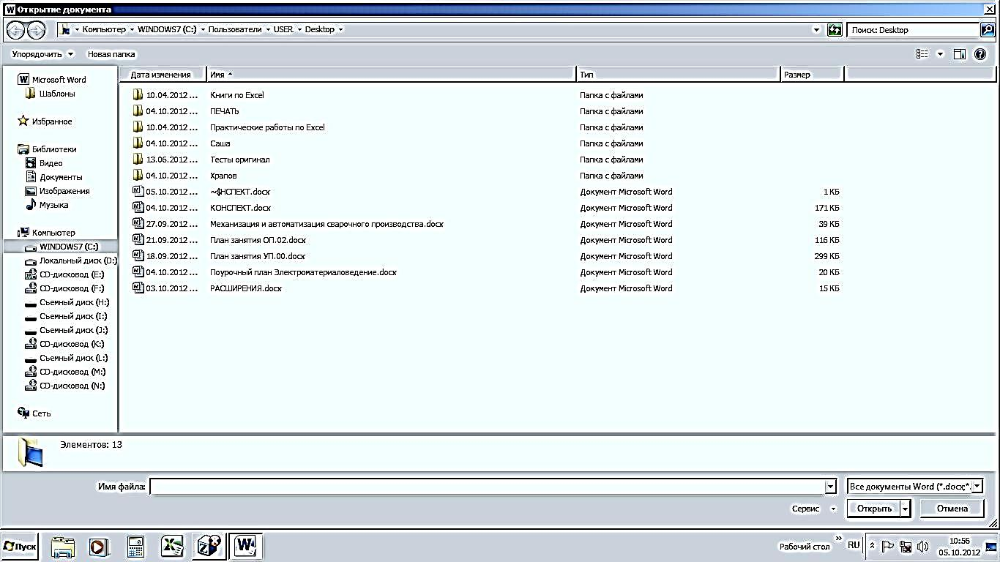 Открытие документа
Компьютер WINDOWS7 (C:) Пользователи USER Desktop
Поиск: Desktop
Упорядочить Новая папка
Microsoft Word
Шаблоны
Избранное
Библиотеки
Видео
Документы
Изображения
Музыка
Компьютер
WINDOWS7 (C:)
Локальный диск (D:)
CD-дисковод (E:)
CD-дисковод (F:)
Съемный диск (H:)
Съемный диск (I:)
Съемный диск (J:)
CD-дисковод (K:)
Съемный диск (L:)
CD-дисковод (M:)
CD-дисковод (N:)
Сеть
Дата изменения Имя Тип Размер
10.04.2012 ... Книги по Excel Папка с файлами
04.10.2012 ... ПЕЧАТЬ Папка с файлами
10.04.2012 ... Практические работы по Excel Папка с файлами
04.10.2012 ... Саша Папка с файлами
13.06.2012 ... Тесты оригинал Папка с файлами
04.10.2012 ... Храпов Папка с файлами
05.10.2012 ... ~$НСПЕКТ.docx Документ Microsoft Word 1 КБ
04.10.2012 ... КОНСПЕКТ.docx Документ Microsoft Word 171 КБ
27.09.2012 ... Механизация и автоматизация сварочного производства.docx Документ Microsoft Word 39 КБ
21.09.2012 ... План занятия ОП.02.docx Документ Microsoft Word 116 КБ
18.09.2012 ... План занятия УП.00.docx Документ Microsoft Word 299 КБ
04.10.2012 ... Поурочный план Электроматериаловедение.docx Документ Microsoft Word 20 КБ
03.10.2012 ... РАСШИРЕНИЯ.docx Документ Microsoft Word 15 КБ
Элементов: 13
Имя файла:
Все документы Word (*.docx;*.
Сервис Открыть Отмена
Пуск
Рабочий стол » RU
10:56
05.10.2012